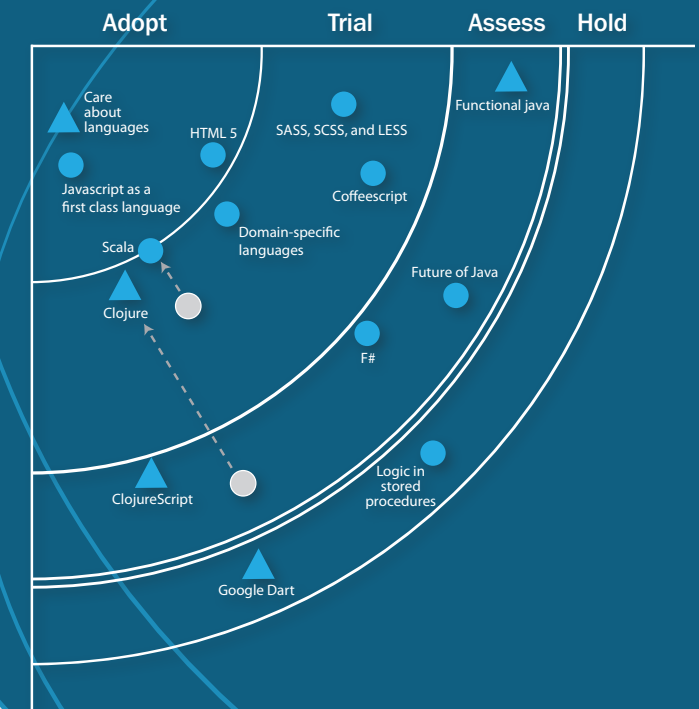 Adopt
Trial
Assess
Hold
Care
about
languages
HTML 5
SASS, SCSS, and LESS
Functional java
Javascript as a
first class language
Coffeescript
Domain-specific
languages
Scala
Clojure
Future of Java
F#
Logic in
stored
procedures
ClojureScript
Google Dart